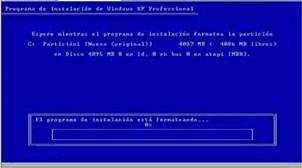 Programa de instalación de Windows XP Professional
Espere mientras el programa de instalación formatea la partición
C: Partición1 [Nuevo (original)] 4087 MB ( 4086 MB libres)
en Disco 4095 MB 0 en Id. 0 en bus 0 en atapi [MBR].
El programa de instalación está formateando...
0%